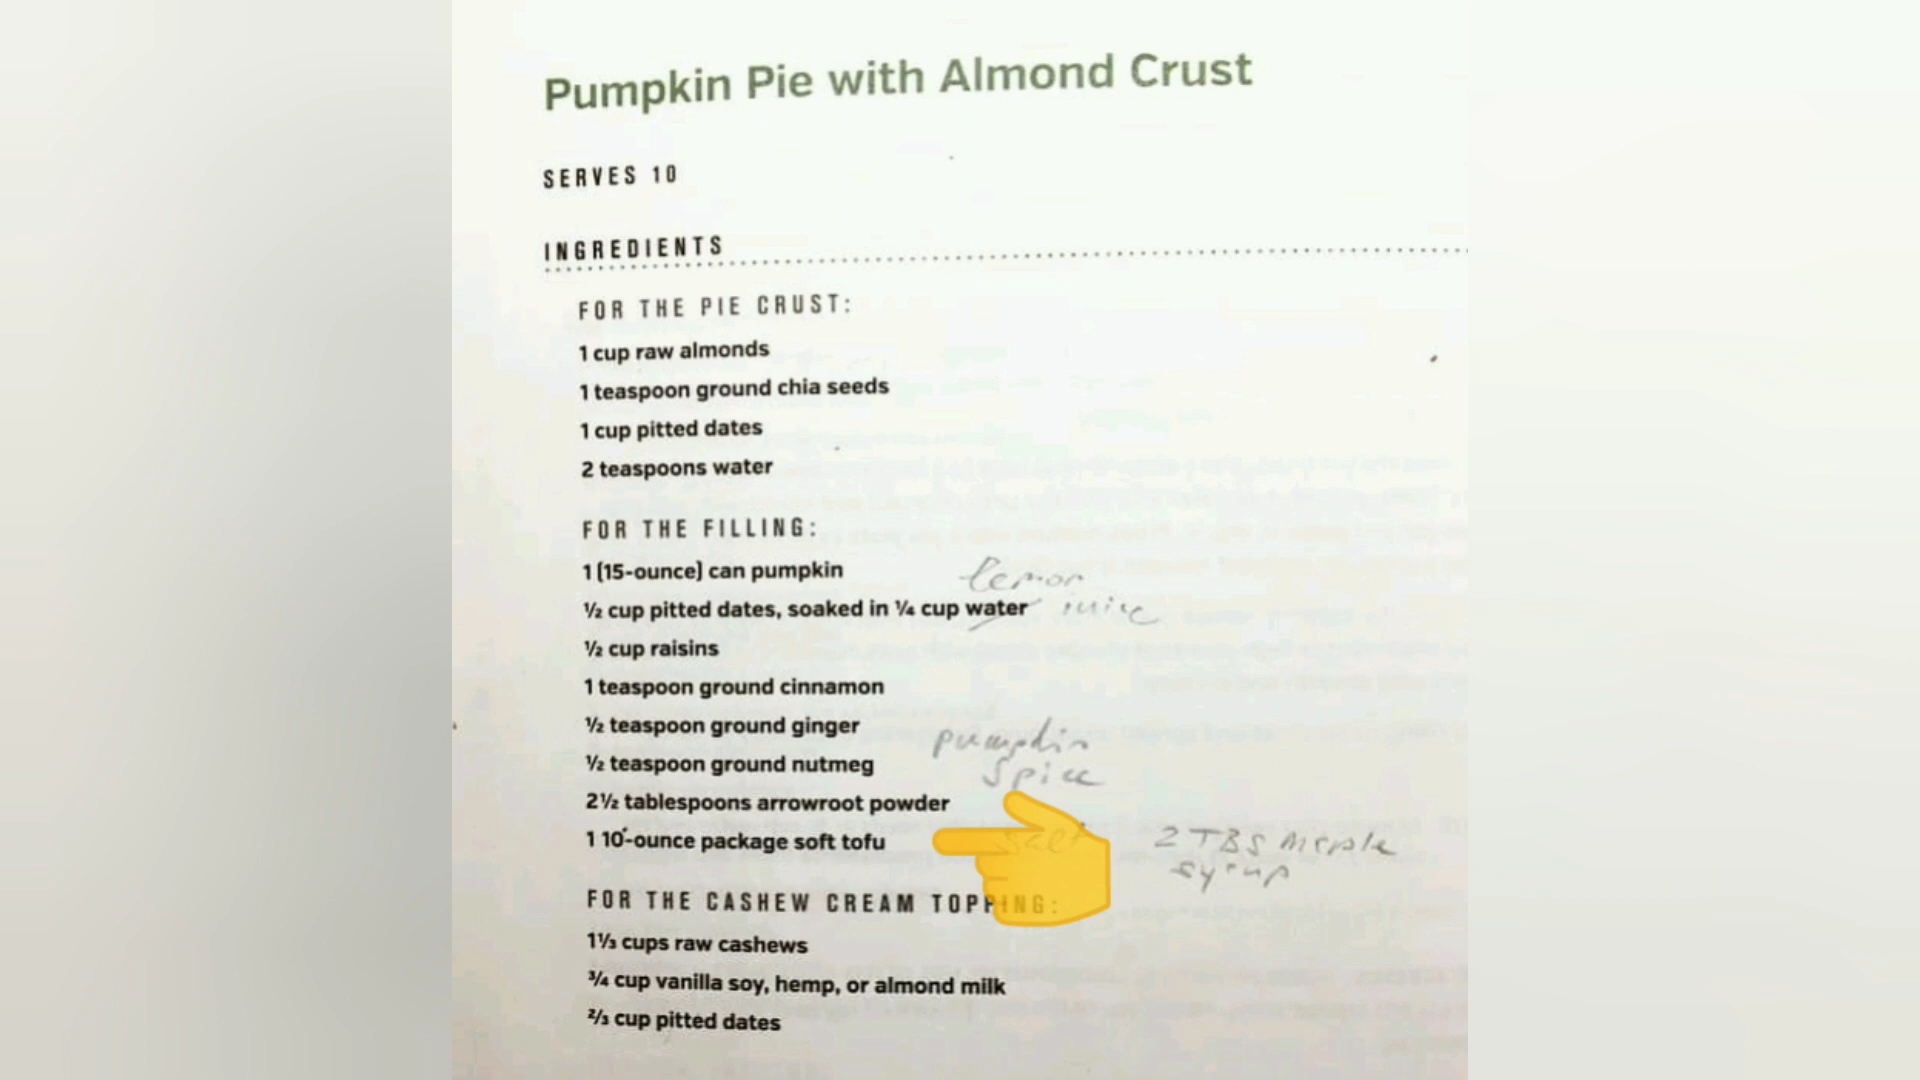 Pumpkin Pie with Almond Crust
SERVES 10
INGREDIENTS
FOR THE PIE CRUST:
1 cup raw almonds
1 teaspoon ground chia seeds
1 cup pitted dates
2 teaspoons water
FOR THE FILLING:
1 (15-ounce) can pumpkin
lemon
½ cup pitted dates, soaked in ¼ cup water juice
½ cup raisins
1 teaspoon ground cinnamon
½ teaspoon ground ginger
pumpkin
½ teaspoon ground nutmeg
spice
2½ tablespoons arrowroot powder
1 10-ounce package soft tofu
salt
2 TBS Maple
syrup
FOR THE CASHEW CREAM TOPPING:
1⅓ cups raw cashews
¾ cup vanilla soy, hemp, or almond milk
⅔ cup pitted dates